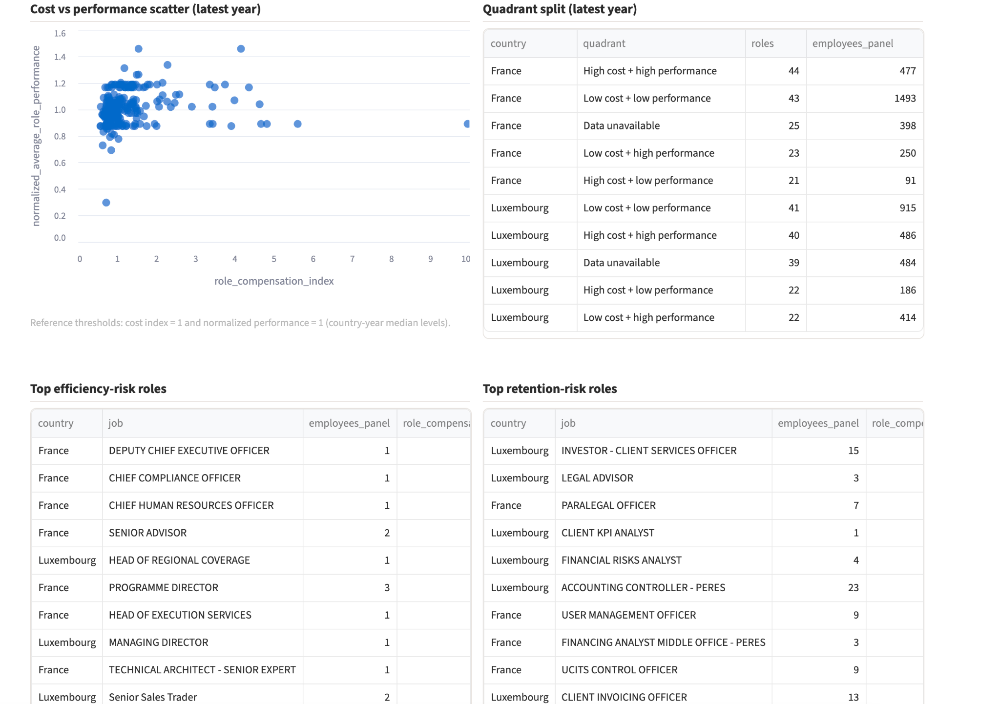 Cost vs performance scatter (latest year)
normalized_average_role_performance
1.6
1.4
1.2
1.0
0.8
0.6
0.4
0.2
0.0
0 1 2 3 4 5 6 7 8 9 10
role_compensation_index
Reference thresholds: cost index = 1 and normalized performance = 1 (country-year median levels).
Quadrant split (latest year)
country quadrant roles employees_panel
France High cost + high performance 44 477
France Low cost + low performance 43 1493
France Data unavailable 25 398
France Low cost + high performance 23 250
France High cost + low performance 21 91
Luxembourg Low cost + low performance 41 915
Luxembourg High cost + high performance 40 486
Luxembourg Data unavailable 39 484
Luxembourg High cost + low performance 22 186
Luxembourg Low cost + high performance 22 414
Top efficiency-risk roles
country job employees_panel role_compensa
France DEPUTY CHIEF EXECUTIVE OFFICER 1
France CHIEF COMPLIANCE OFFICER 1
France CHIEF HUMAN RESOURCES OFFICER 1
France SENIOR ADVISOR 2
Luxembourg HEAD OF REGIONAL COVERAGE 1
France PROGRAMME DIRECTOR 3
France HEAD OF EXECUTION SERVICES 1
Luxembourg MANAGING DIRECTOR 1
France TECHNICAL ARCHITECT - SENIOR EXPERT 1
Luxembourg Senior Sales Trader 2
Top retention-risk roles
country job employees_panel role_compe
Luxembourg INVESTOR - CLIENT SERVICES OFFICER 15
Luxembourg LEGAL ADVISOR 3
France PARALEGAL OFFICER 7
Luxembourg CLIENT KPI ANALYST 1
Luxembourg FINANCIAL RISKS ANALYST 4
Luxembourg ACCOUNTING CONTROLLER - PERES 23
France USER MANAGEMENT OFFICER 9
France FINANCING ANALYST MIDDLE OFFICE - PERES 3
France UCITS CONTROL OFFICER 9
Luxembourg CLIENT INVOICING OFFICER 13